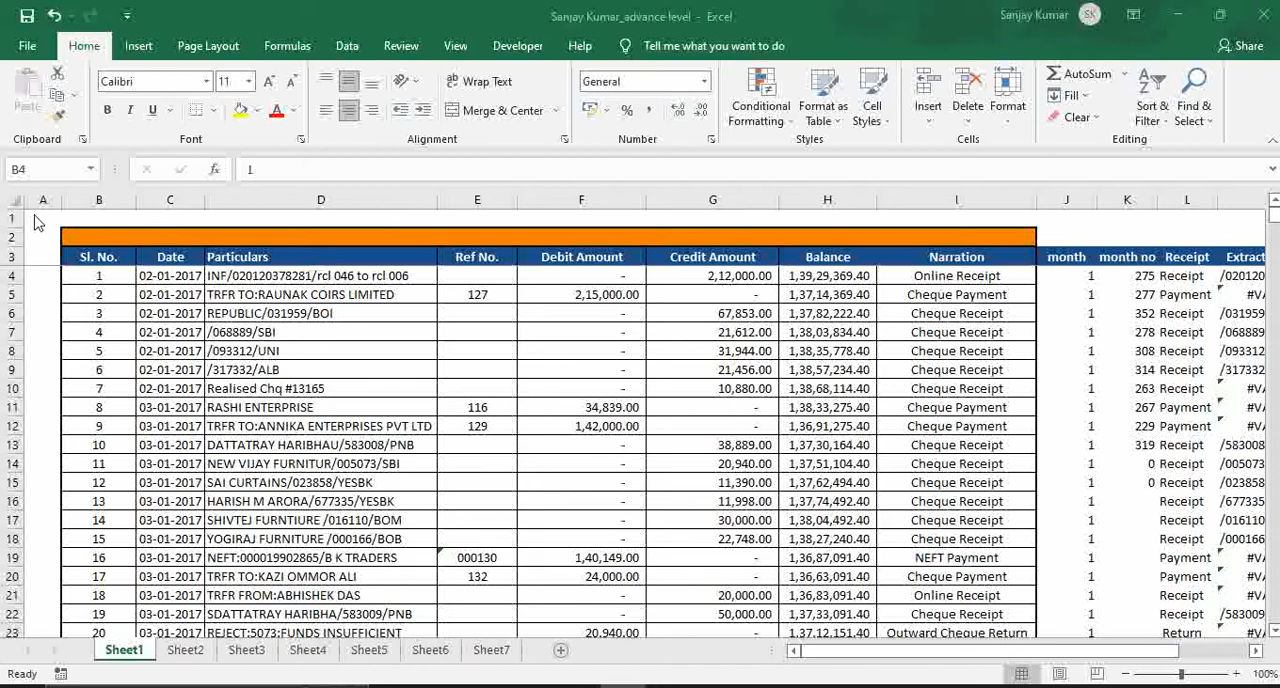 Sanjay Kumar_advance level - Excel
Sanjay Kumar SK
File Home Insert Page Layout Formulas Data Review View Developer Help Tell me what you want to do Share
Paste
Calibri 11
B I U
Wrap Text
Merge & Center
General
Conditional Formatting
Format as Table
Cell Styles
Insert Delete Format
AutoSum
Fill
Clear
Sort & Filter
Find & Select
Clipboard Font Alignment Number Styles Cells Editing
B4 fx 1
A B C D E F G H I J K L
1
2
3 Sl. No. Date Particulars Ref No. Debit Amount Credit Amount Balance Narration month month no Receipt Extract
4 1 02-01-2017 INF/020120378281/rcl 046 to rcl 006 - 2,12,000.00 1,39,29,369.40 Online Receipt 1 275 Receipt /020120
5 2 02-01-2017 TRFR TO:RAUNAK COIRS LIMITED 127 2,15,000.00 - 1,37,14,369.40 Cheque Payment 1 277 Payment #VA
6 3 02-01-2017 REPUBLIC/031959/BOI - 67,853.00 1,37,82,222.40 Cheque Receipt 1 352 Receipt /031959
7 4 02-01-2017 /068889/SBI - 21,612.00 1,38,03,834.40 Cheque Receipt 1 278 Receipt /068889
8 5 02-01-2017 /093312/UNI - 31,944.00 1,38,35,778.40 Cheque Receipt 1 308 Receipt /093312
9 6 02-01-2017 /317332/ALB - 21,456.00 1,38,57,234.40 Cheque Receipt 1 314 Receipt /317332
10 7 02-01-2017 Realised Chq #13165 - 10,880.00 1,38,68,114.40 Cheque Receipt 1 263 Receipt #VA
11 8 03-01-2017 RASHI ENTERPRISE 116 34,839.00 - 1,38,33,275.40 Cheque Payment 1 267 Payment #VA
12 9 03-01-2017 TRFR TO:ANNIKA ENTERPRISES PVT LTD 129 1,42,000.00 - 1,36,91,275.40 Cheque Payment 1 229 Payment #VA
13 10 03-01-2017 DATTATRAY HARIBHAU/583008/PNB - 38,889.00 1,37,30,164.40 Cheque Receipt 1 319 Receipt /583008
14 11 03-01-2017 NEW VIJAY FURNITUR/005073/SBI - 20,940.00 1,37,51,104.40 Cheque Receipt 1 0 Receipt /005073
15 12 03-01-2017 SAI CURTAINS/023858/YESBK - 11,390.00 1,37,62,494.40 Cheque Receipt 1 0 Receipt /023858
16 13 03-01-2017 HARISH M ARORA/677335/YESBK - 11,998.00 1,37,74,492.40 Cheque Receipt 1 Receipt /677335
17 14 03-01-2017 SHIVTEJ FURNTIURE /016110/BOM - 30,000.00 1,38,04,492.40 Cheque Receipt 1 Receipt /016110
18 15 03-01-2017 YOGIRAJ FURNITURE /000166/BOB - 22,748.00 1,38,27,240.40 Cheque Receipt 1 Receipt /000166
19 16 03-01-2017 NEFT:000019902865/B K TRADERS 000130 1,40,149.00 - 1,36,87,091.40 NEFT Payment 1 Payment #VA
20 17 03-01-2017 TRFR TO:KAZI OMMOR ALI 132 24,000.00 - 1,36,63,091.40 Cheque Payment 1 Payment #VA
21 18 03-01-2017 TRFR FROM:ABHISHEK DAS - 20,000.00 1,36,83,091.40 Online Receipt 1 Receipt #VA
22 19 03-01-2017 SDATTATRAY HARIBHA/583009/PNB - 50,000.00 1,37,33,091.40 Cheque Receipt 1 Receipt /583009
23 20 03-01-2017 REJECT:5073:FUNDS INSUFFICIENT 20,940.00 - 1,37,12,151.40 Outward Cheque Return 1 Return #VA
Sheet1 Sheet2 Sheet3 Sheet4 Sheet5 Sheet6 Sheet7
Ready 100%